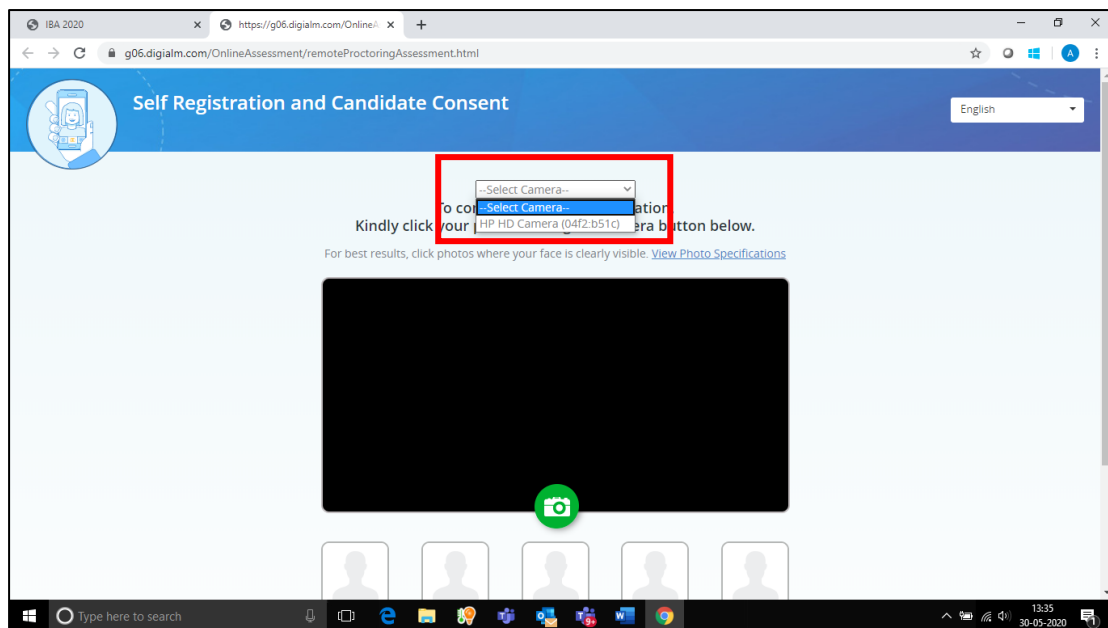 IBA 2020
https://g06.digialm.com/OnlineA
g06.digialm.com/OnlineAssessment/remoteProctoringAssessment.html
A
Self Registration and Candidate Consent
English
--Select Camera--
--Select Camera--
HP HD Camera (04f2:b51c)
To co
ation
Kindly click your
era button below.
For best results, click photos where your face is clearly visible. View Photo Specifications
Type here to search
9+
13:35
30-05-2020